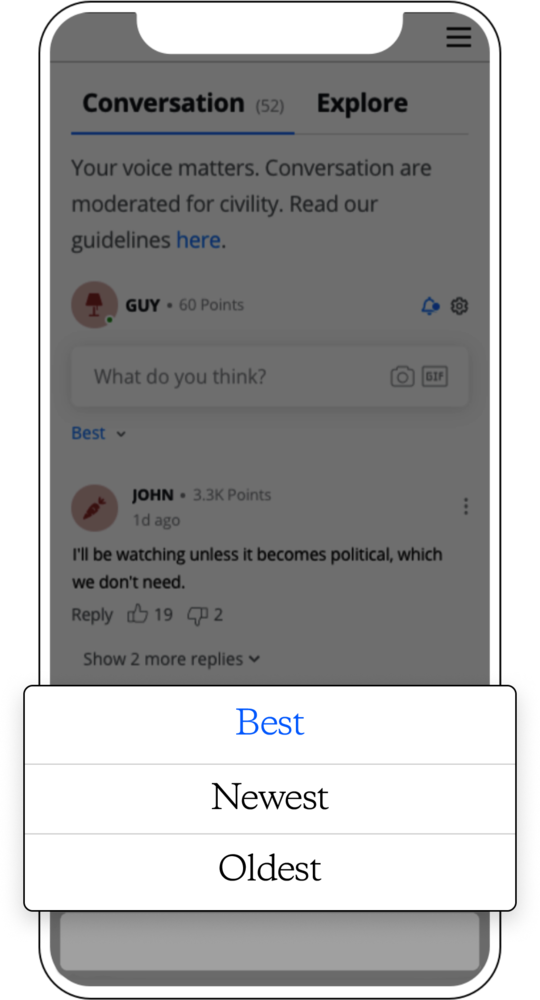 Conversation (52) Explore
Your voice matters. Conversation are
moderated for civility. Read our
guidelines here.
GUY • 60 Points
What do you think? GIF
Best
JOHN • 3.3K Points
1d ago
I'll be watching unless it becomes political, which
we don't need.
Reply 19 2
Show 2 more replies
Best
Newest
Oldest